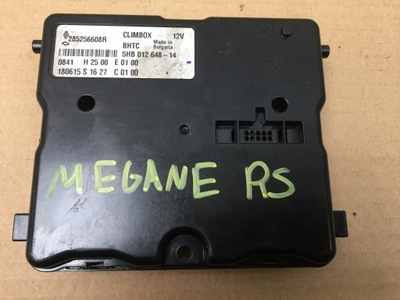 285256608R CLIMBOX 12V
BHTC Made in Bulgaria
5HB 012 648-14
0841 H 25 00 E 01 00
180615 S 16 27 C 01 00
MEGANE RS